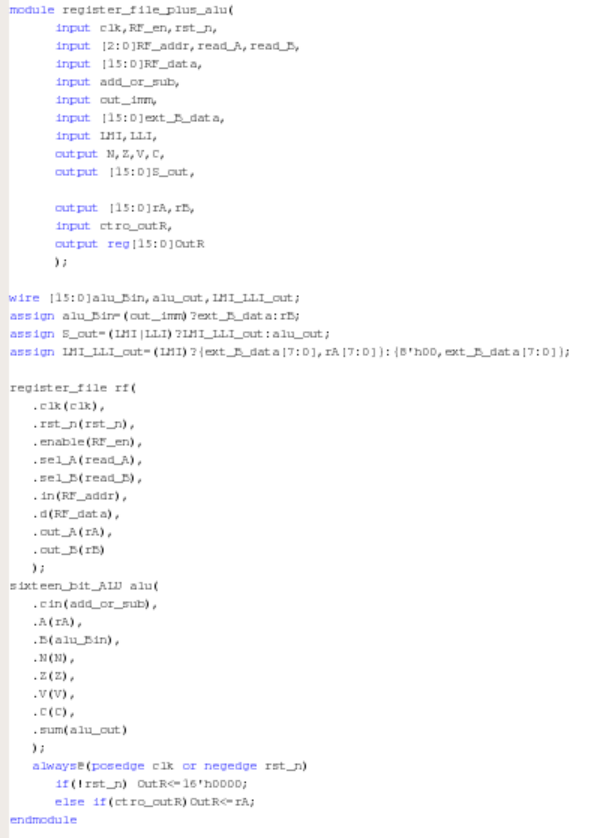 module register_file_plus_alu(
input clk,RF_en,rst_n,
input [2:0]RF_addr,read_A,read_B,
input [15:0]RF_data,
input add_or_sub,
input out_imm,
input [15:0]ext_B_data,
input LMI,LLI,
output N,Z,V,C,
output [15:0]S_out,
output [15:0]rA,rB,
input ctro_outR,
output reg[15:0]OutR
);
wire [15:0]alu_Bin,alu_out,LMI_LLI_out;
assign alu_Bin=(out_imm)?ext_B_data:rB;
assign S_out=(LMI|LLI)?LMI_LLI_out:alu_out;
assign LMI_LLI_out=(LMI)?{ext_B_data[7:0],rA[7:0]}:{8'h00,ext_B_data[7:0]};
register_file rf(
.clk(clk),
.rst_n(rst_n),
.enable(RF_en),
.sel_A(read_A),
.sel_B(read_B),
.in(RF_addr),
.d(RF_data),
.out_A(rA),
.out_B(rB)
);
sixteen_bit_ALU alu(
.cin(add_or_sub),
.A(rA),
.B(alu_Bin),
.N(N),
.Z(Z),
.V(V),
.C(C),
.sum(alu_out)
);
always@(posedge clk or negedge rst_n)
if(!rst_n) OutR<=16'h0000;
else if(ctro_outR)OutR<=rA;
endmodule